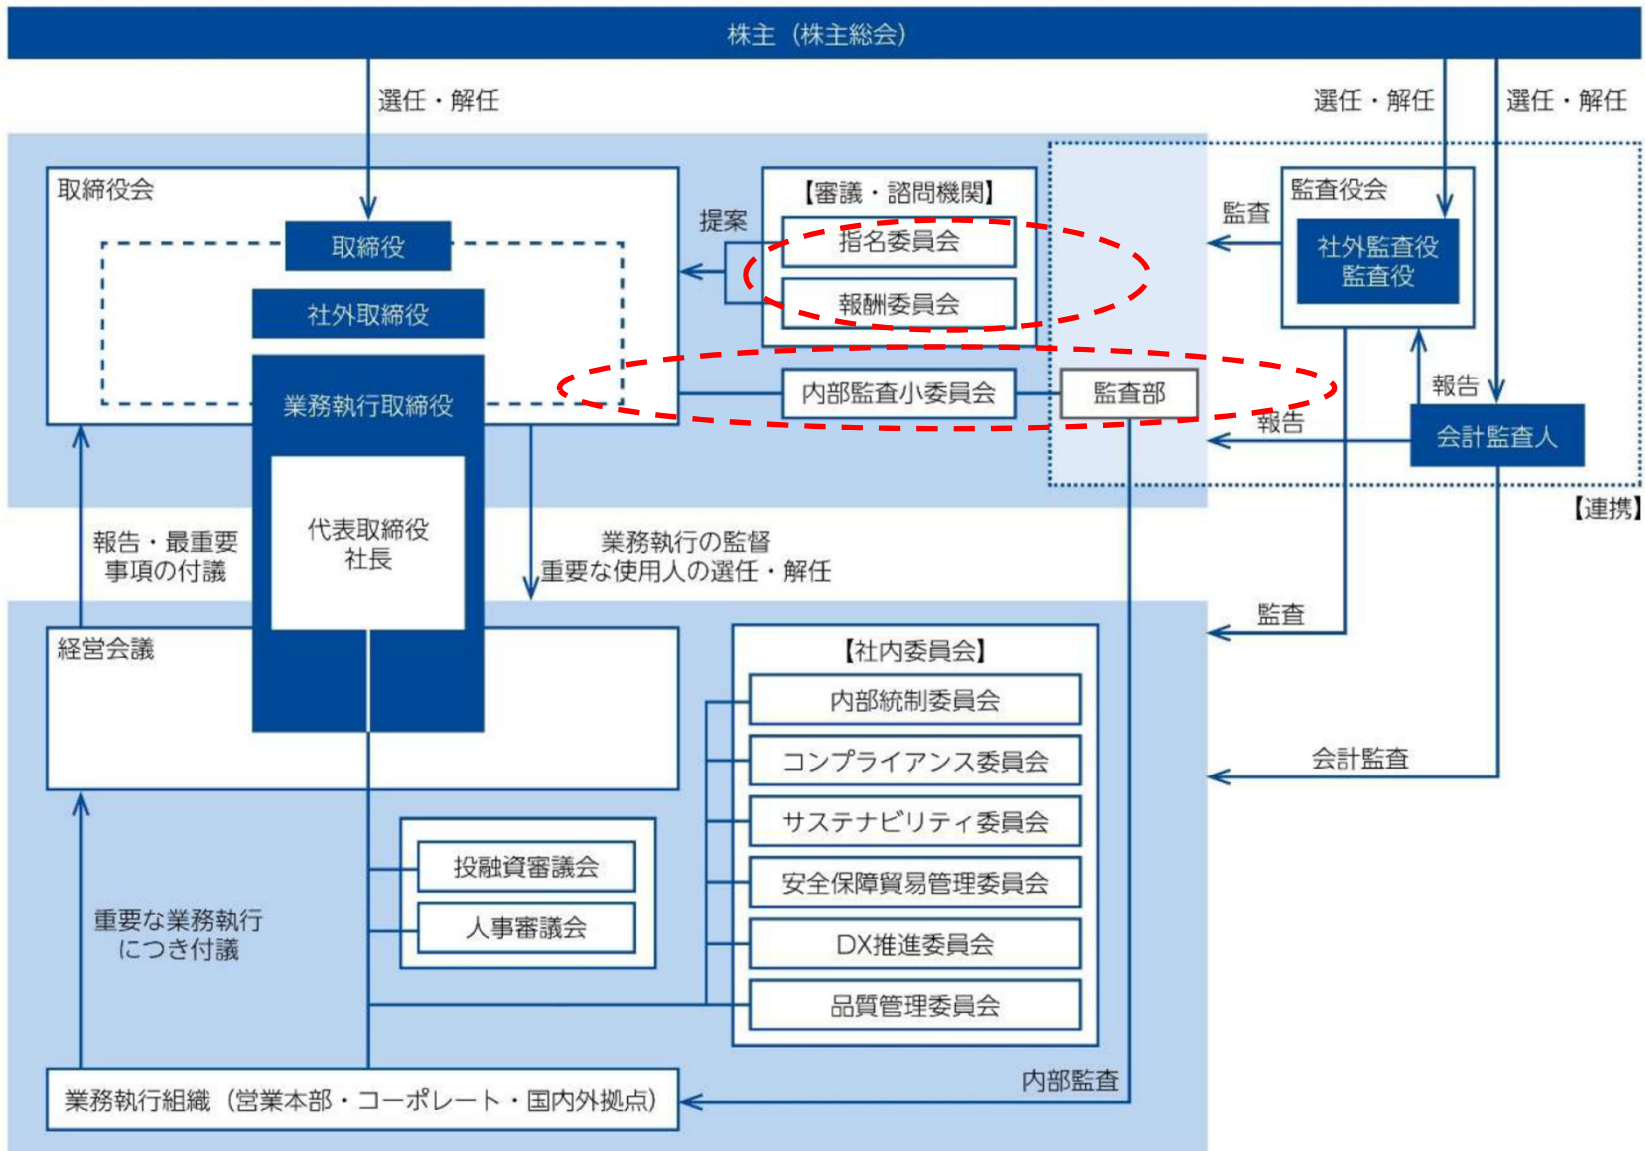 株主（株主総会）
選任・解任
選任・解任
選任・解任
取締役会
取締役
社外取締役
業務執行取締役
代表取締役
社長
提案
【審議・諮問機関】
指名委員会
報酬委員会
内部監査小委員会
監査部
監査
監査役会
社外監査役
監査役
報告
報告
会計監査人
【連携】
報告・最重要
事項の付議
業務執行の監督
重要な使用人の選任・解任
監査
経営会議
【社内委員会】
内部統制委員会
コンプライアンス委員会
サステナビリティ委員会
安全保障貿易管理委員会
DX推進委員会
品質管理委員会
会計監査
投融資審議会
人事審議会
重要な業務執行
につき付議
内部監査
業務執行組織（営業本部・コーポレート・国内外拠点）